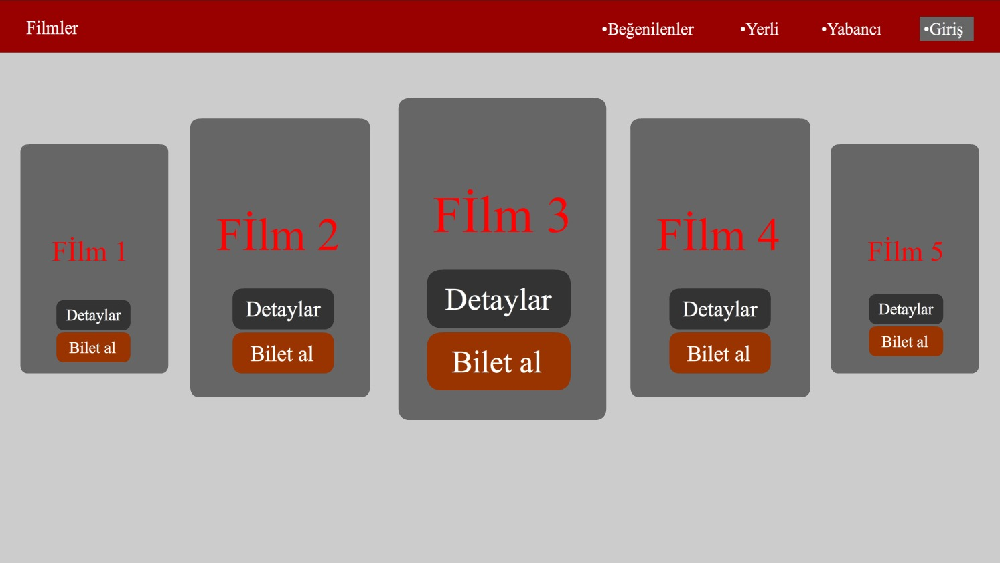 Filmler
•Beğenilenler
•Yerli
•Yabancı
•Giriş
Fİlm 1
Detaylar
Bilet al
Fİlm 2
Detaylar
Bilet al
Fİlm 3
Detaylar
Bilet al
Fİlm 4
Detaylar
Bilet al
Fİlm 5
Detaylar
Bilet al